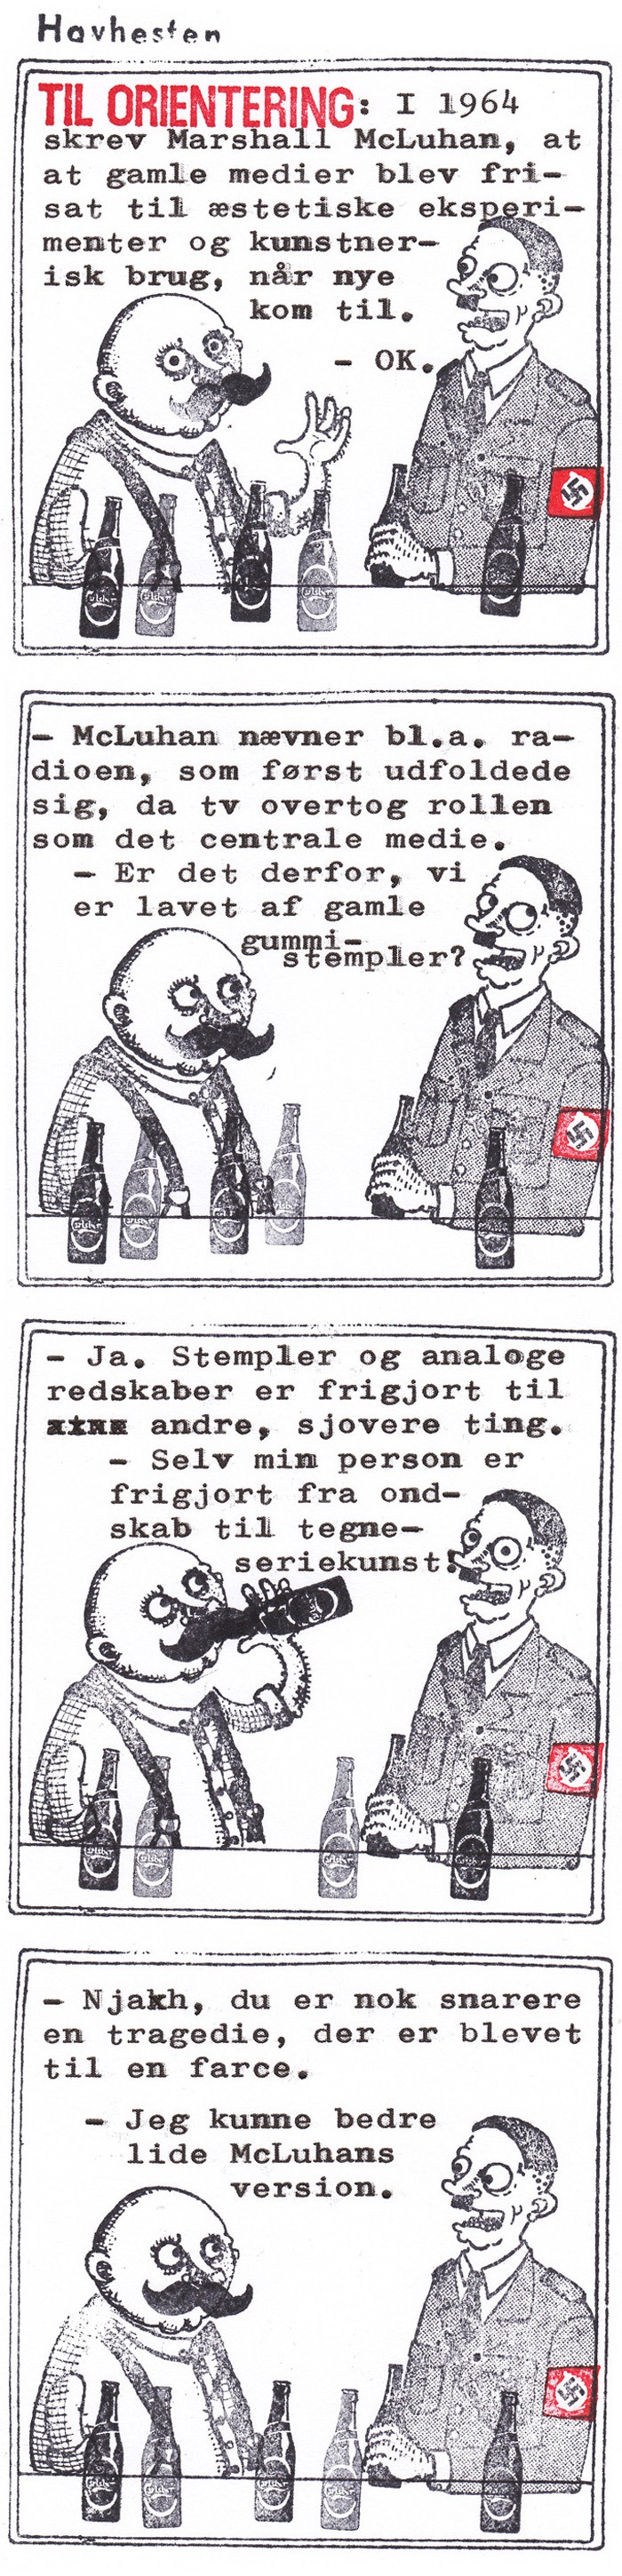 Havhesten
TIL ORIENTERING: I 1964
skrev Marshall McLuhan, at
at gamle medier blev fri-
sat til æstetiske eksperi-
menter og kunstner-
isk brug, når nye
kom til.
- OK.
- McLuhan nævner bl.a. ra-
dioen, som først udfoldede
sig, da tv overtog rollen
som det centrale medie.
- Er det derfor, vi
er lavet af gamle
gummi-
stempler?
- Ja. Stempler og analoge
redskaber er frigjort til
andre, sjovere ting.
- Selv min person er
frigjort fra ond-
skab til tegne-
seriekunst!
- Njakh, du er nok snarere
en tragedie, der er blevet
til en farce.
- Jeg kunne bedre
lide McLuhans
version.